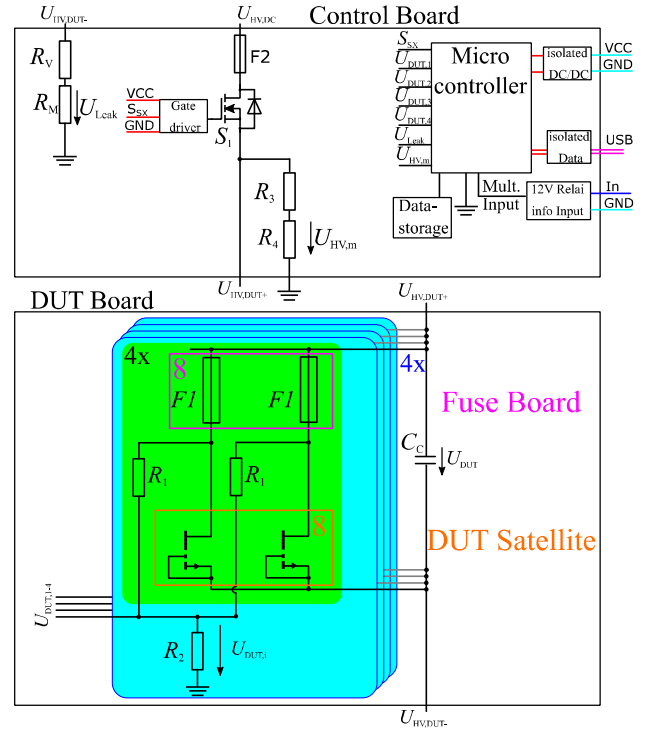 Control Board
U_HV,DUT-
U_HV,DC
R_V
R_M
U_Leak
VCC
S_SX
GND
Gate
driver
F2
S_1
R_3
R_4
U_HV,m
U_HV,DUT+
S_SX
U_DUT,1
U_DUT,2
U_DUT,3
U_DUT,4
U_Leak
U_HV,m
Micro
controller
isolated
DC/DC
VCC
GND
isolated
Data
USB
Data-
storage
Mult.
Input
12V Relai
info Input
In
GND
DUT Board
U_HV,DUT+
4x
8
F1
F1
4x
Fuse Board
R_1
R_1
C_C
U_DUT
8
DUT Satellite
U_DUT,1-4
R_2
U_DUT,i
U_HV,DUT-